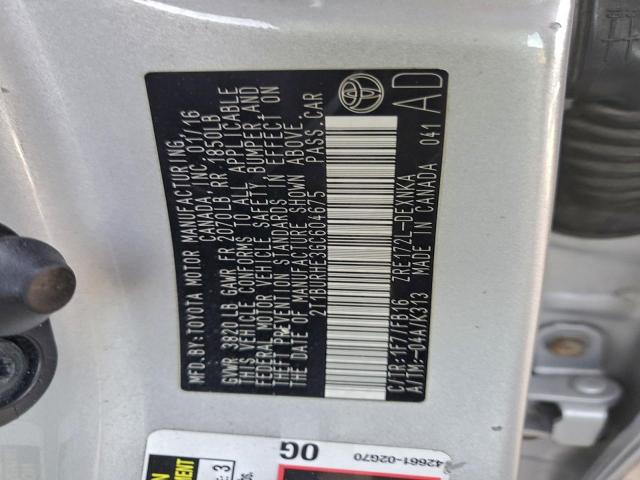 MFD.BY:TOYOTA MOTOR MANUFACTURING
CANADA, INC. 01/16
GVWR 3820LB GAWR FR 2070LB RR 1850LB
THIS VEHICLE CONFORMS TO ALL APPLICABLE
FEDERAL MOTOR VEHICLE SAFETY, BUMPER, AND
THEFT PREVENTION STANDARDS IN EFFECT ON
THE DATE OF MANUFACTURE SHOWN ABOVE.
2T1BURHE3GC604675 PASS.CAR
C/TR:1F7/FB16 ZRE172L-DEXNKA
A/TM:-04A/K313 MADE IN CANADA 041
AD
42661-02G70
0G
: 3